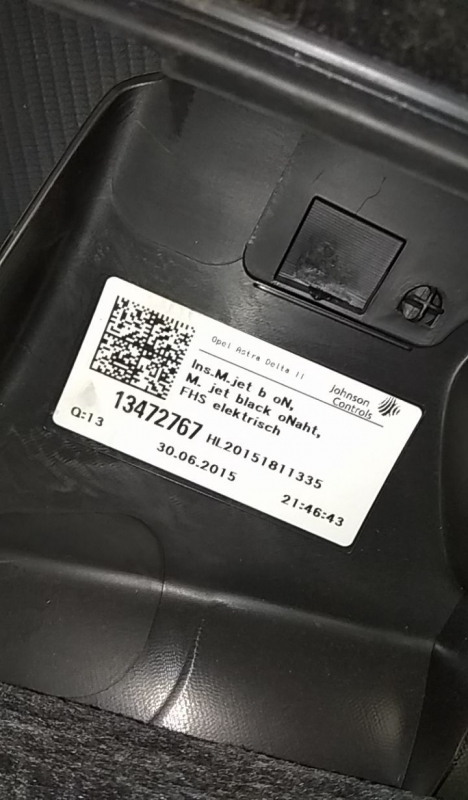 Opel Astra Delta II
Johnson
Controls
Ins.M.jet b oN,
M. jet black oNaht,
FHS elektrisch
13472767 HL20151811335
Q:13
30.06.2015
21:46:43